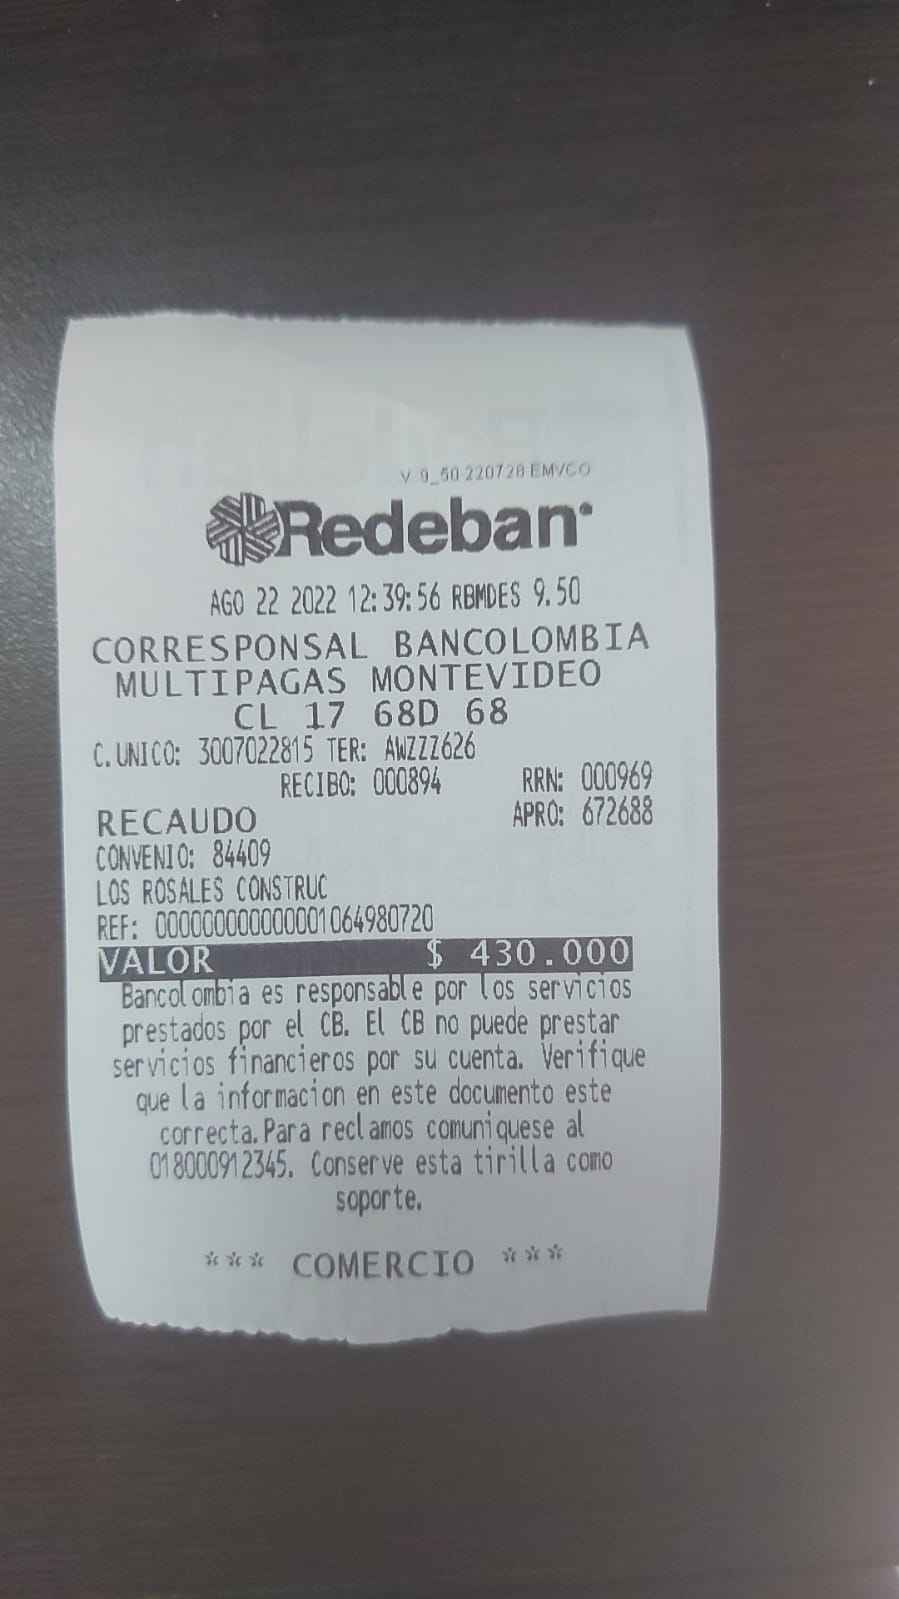 V 9_50 220728 EMVCO
Redeban
AGO 22 2022 12:39:56 RBMDES 9.50
CORRESPONSAL BANCOLOMBIA
MULTIPAGAS MONTEVIDEO
CL 17 68D 68
C. UNICO: 3007022815 TER: AWZZZ626
RECIBO: 000894 RRN: 000969
RECAUDO APRO: 672688
CONVENIO: 84409
LOS ROSALES CONSTRUC
REF: 00000000000001064980720
VALOR $ 430.000
Bancolombia es responsable por los servicios
prestados por el CB. El CB no puede prestar
servicios financieros por su cuenta. Verifique
que la informacion en este documento este
correcta. Para reclamos comuniquese al
018000912345. Conserve esta tirilla como
soporte.
*** COMERCIO ***